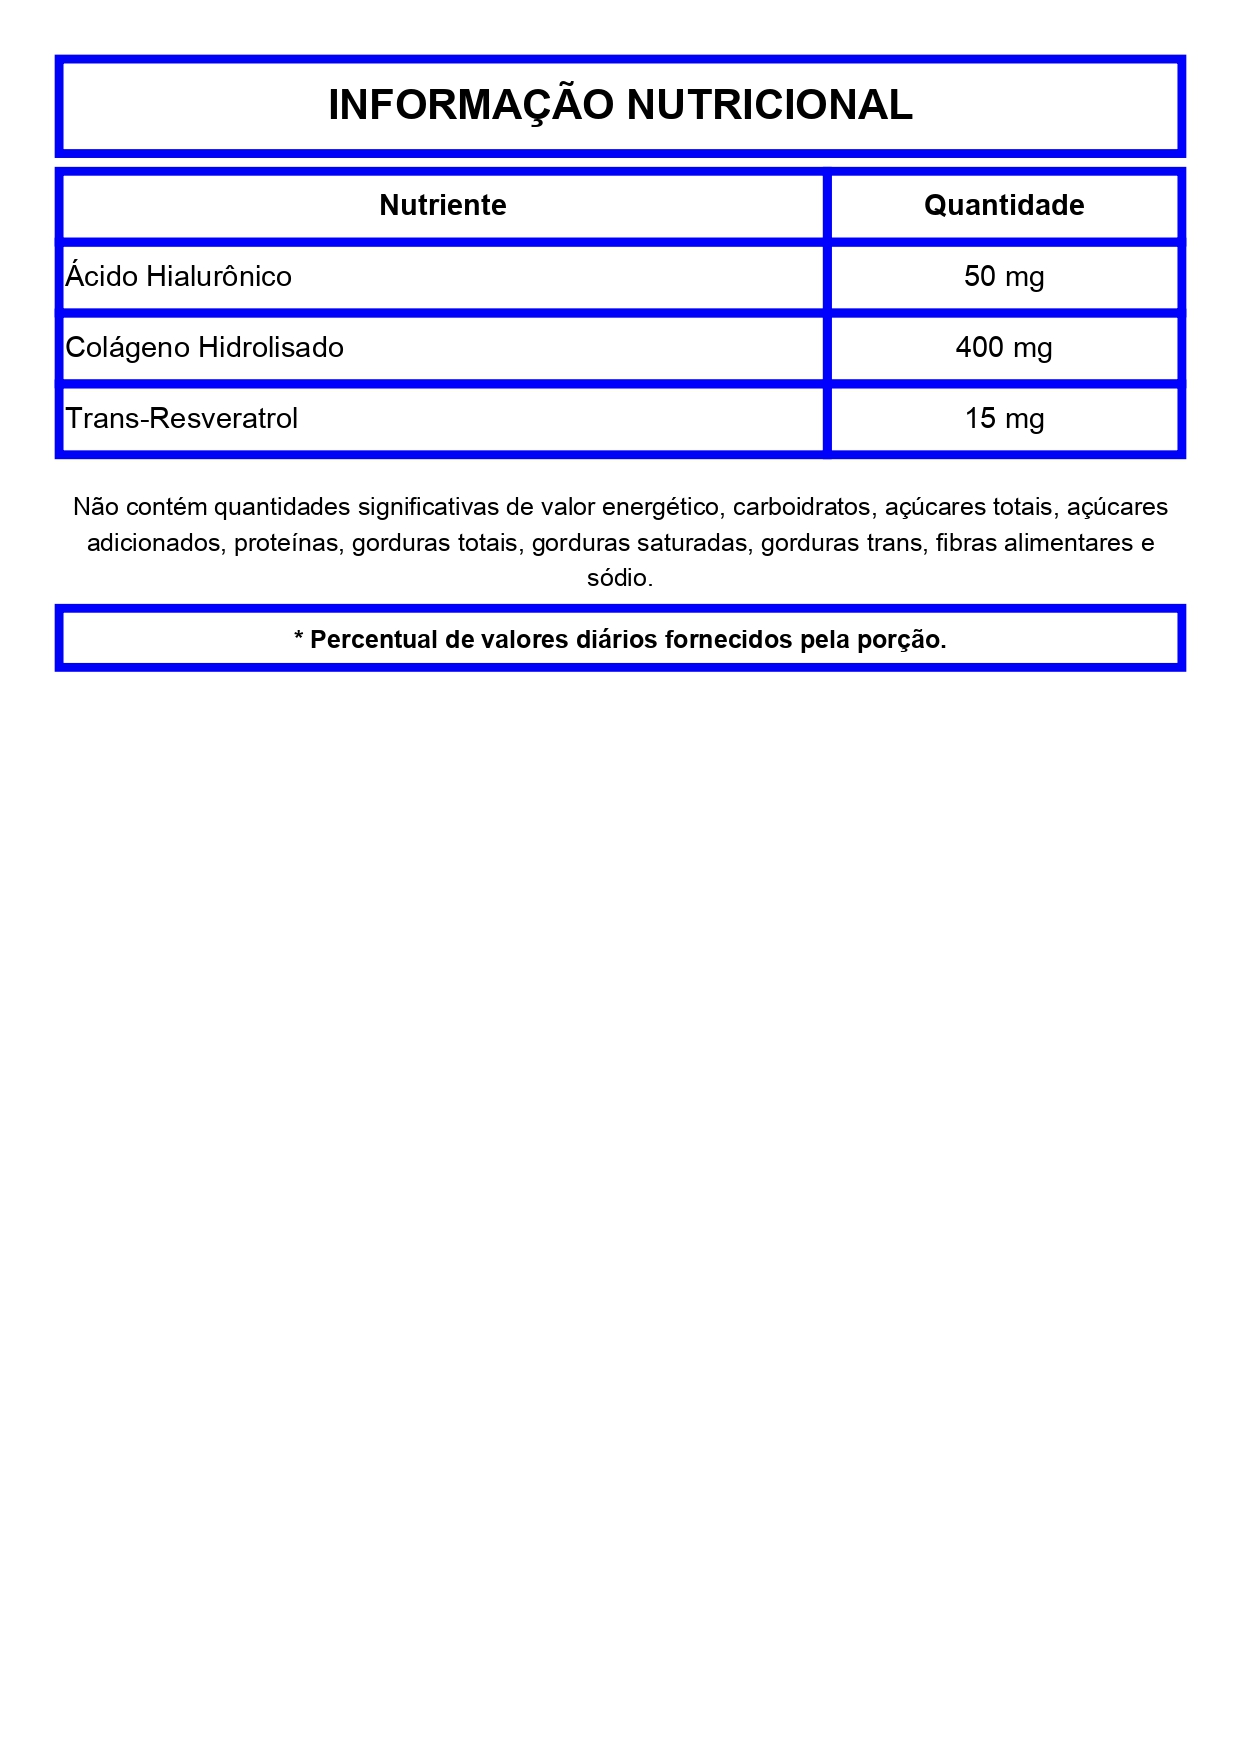 INFORMAÇÃO NUTRICIONAL
Nutriente Quantidade
Ácido Hialurônico 50 mg
Colágeno Hidrolisado 400 mg
Trans-Resveratrol 15 mg
Não contém quantidades significativas de valor energético, carboidratos, açúcares totais, açúcares
adicionados, proteínas, gorduras totais, gorduras saturadas, gorduras trans, fibras alimentares e
sódio.
* Percentual de valores diários fornecidos pela porção.